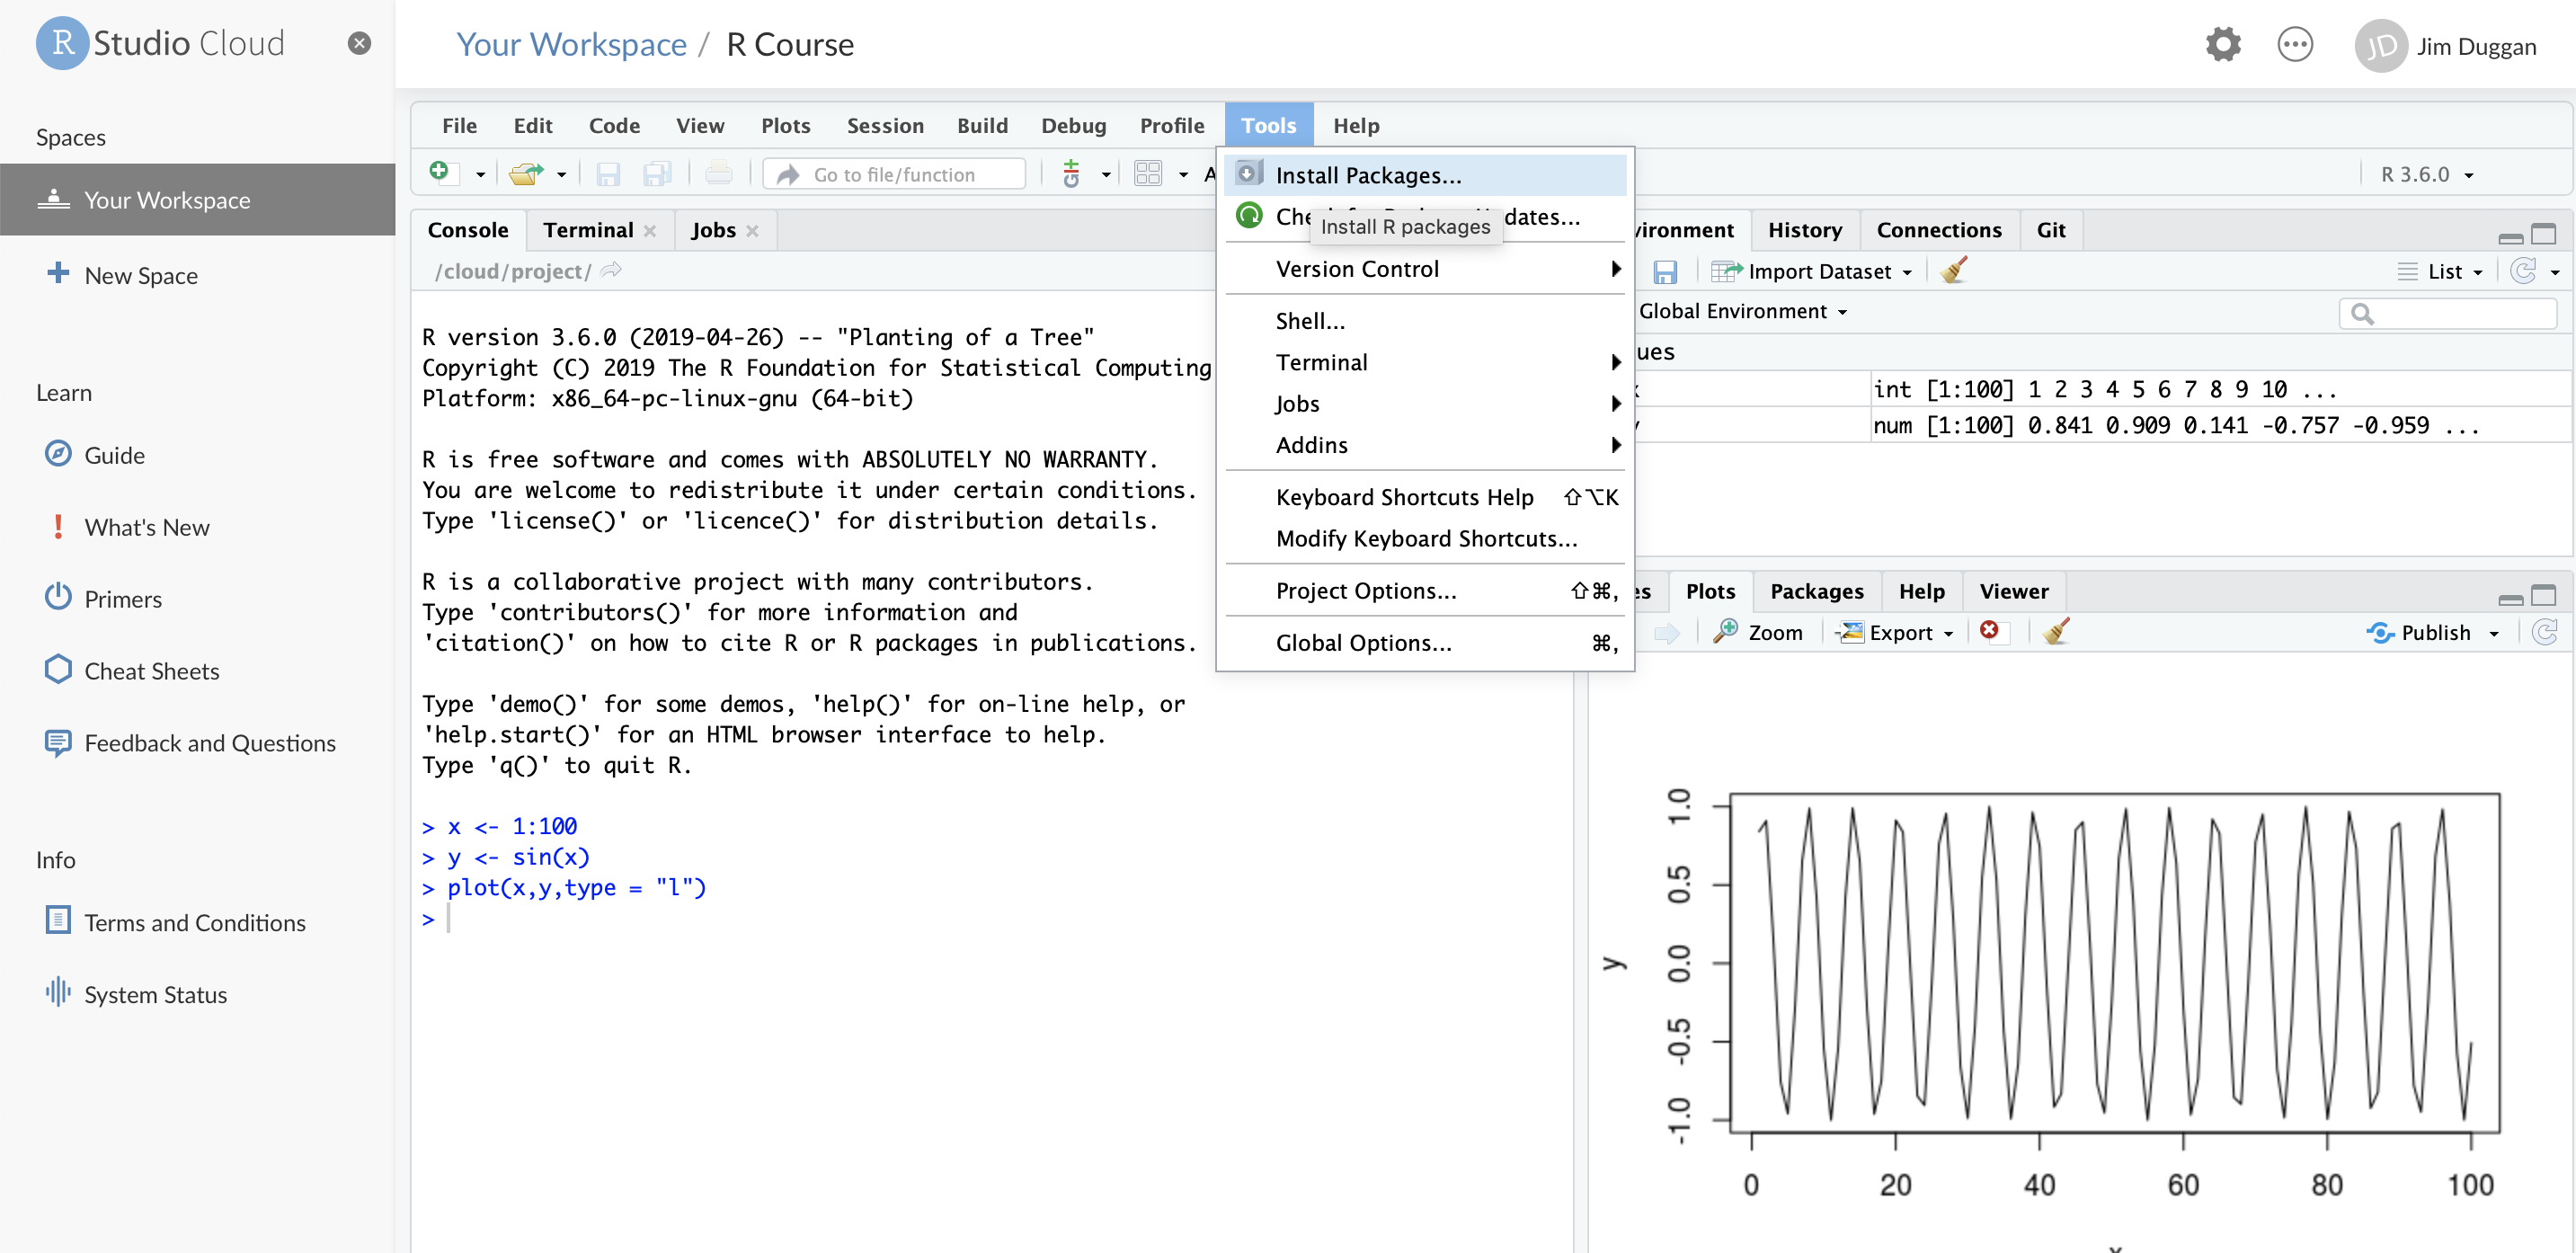 R Studio Cloud
Your Workspace / R Course
JD Jim Duggan
Spaces
Your Workspace
New Space
Learn
Guide
What's New
Primers
Cheat Sheets
Feedback and Questions
Info
Terms and Conditions
System Status
File Edit Code View Plots Session Build Debug Profile Tools Help
Go to file/function
R 3.6.0
Console Terminal Jobs
/cloud/project/
R version 3.6.0 (2019-04-26) -- "Planting of a Tree"
Copyright (C) 2019 The R Foundation for Statistical Computing
Platform: x86_64-pc-linux-gnu (64-bit)
R is free software and comes with ABSOLUTELY NO WARRANTY.
You are welcome to redistribute it under certain conditions.
Type 'license()' or 'licence()' for distribution details.
R is a collaborative project with many contributors.
Type 'contributors()' for more information and
'citation()' on how to cite R or R packages in publications.
Type 'demo()' for some demos, 'help()' for on-line help, or
'help.start()' for an HTML browser interface to help.
Type 'q()' to quit R.
> x <- 1:100
> y <- sin(x)
> plot(x,y,type = "l")
>
Install Packages...
Install R packages
Version Control
Shell...
Terminal
Jobs
Addins
Keyboard Shortcuts Help ⇧⌥K
Modify Keyboard Shortcuts...
Project Options... ⇧⌘,
Global Options... ⌘,
History Connections Git
Import Dataset List
Global Environment
int [1:100] 1 2 3 4 5 6 7 8 9 10 ...
num [1:100] 0.841 0.909 0.141 -0.757 -0.959 ...
Plots Packages Help Viewer
Zoom Export Publish
1.0
0.5
0.0
-0.5
-1.0
y
0 20 40 60 80 100